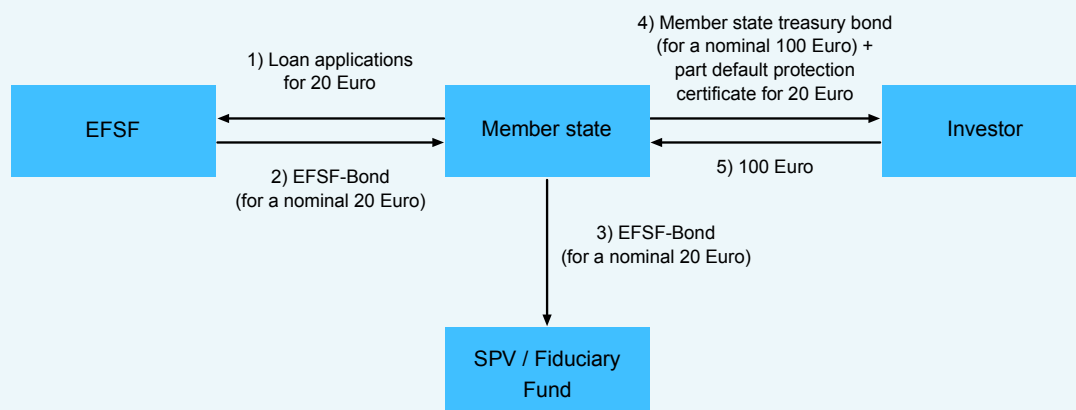 4) Member state treasury bond
(for a nominal 100 Euro) +
part default protection
certificate for 20 Euro
1) Loan applications
for 20 Euro
EFSF
Member state
Investor
2) EFSF-Bond
(for a nominal 20 Euro)
5) 100 Euro
3) EFSF-Bond
(for a nominal 20 Euro)
SPV / Fiduciary
Fund